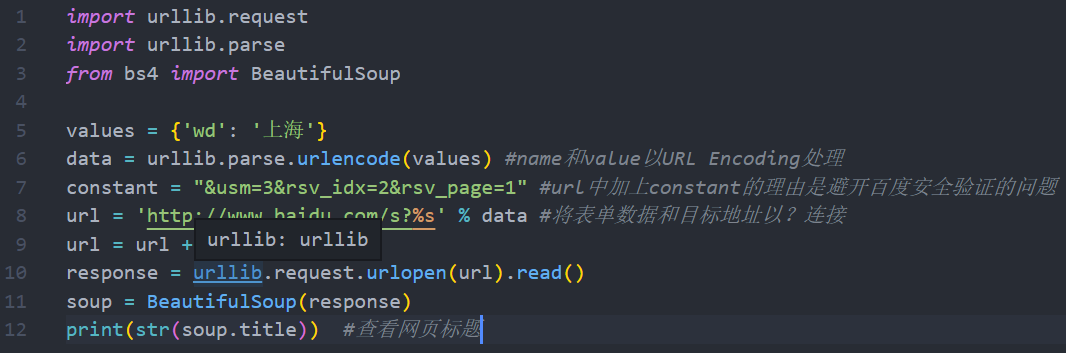 1 import urllib.request
2 import urllib.parse
3 from bs4 import BeautifulSoup
4
5 values = {'wd': '上海'}
6 data = urllib.parse.urlencode(values) #name和value以URL Encoding处理
7 constant = "&usm=3&rsv_idx=2&rsv_page=1" #url中加上constant的理由是避开百度安全验证的问题
8 url = 'http://www.baidu.com/s?%s' % data #将表单数据和目标地址以？连接
9 url = url +
urllib: urllib
10 response = urllib.request.urlopen(url).read()
11 soup = BeautifulSoup(response)
12 print(str(soup.title)) #查看网页标题